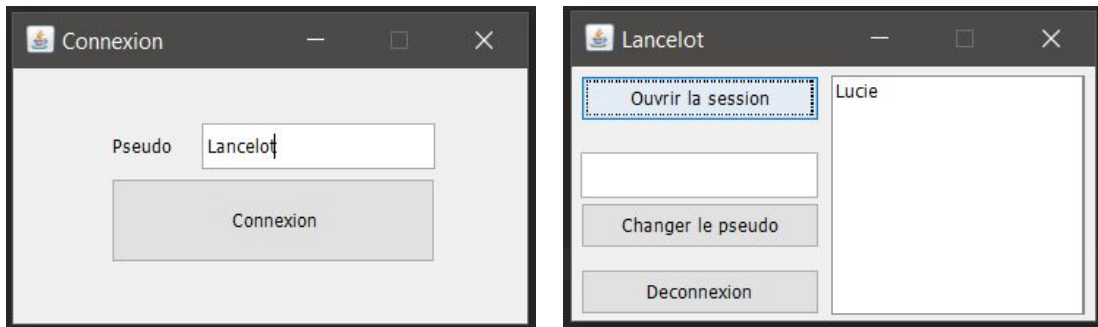 Connexion
Pseudo
Lancelot
Connexion
Lancelot
Ouvrir la session
Lucie
Changer le pseudo
Deconnexion